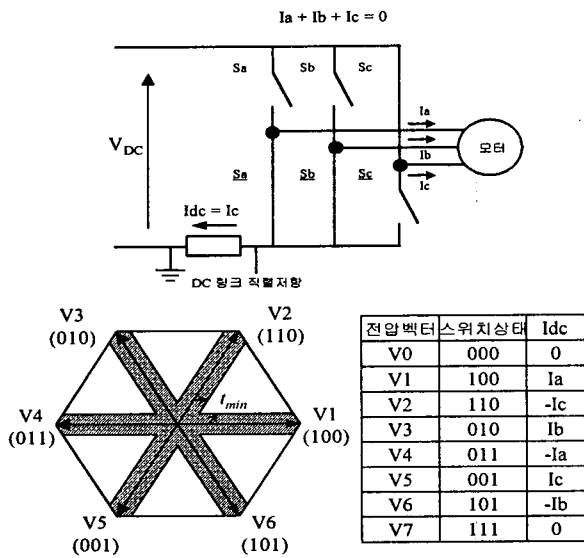 Ia + Ib + Ic = 0
Sa Sb Sc
Ia
VDC
모터
Ib
Sa Sb Sc
Ic
Idc = Ic
DC 링크 직렬저항
V3
(010)
V2
(110)
tmin
V4
(011)
V1
(100)
V5
(001)
V6
(101)
전압벡터 스위치상태 Idc
V0 000 0
V1 100 Ia
V2 110 -Ic
V3 010 Ib
V4 011 -Ia
V5 001 Ic
V6 101 -Ib
V7 111 0